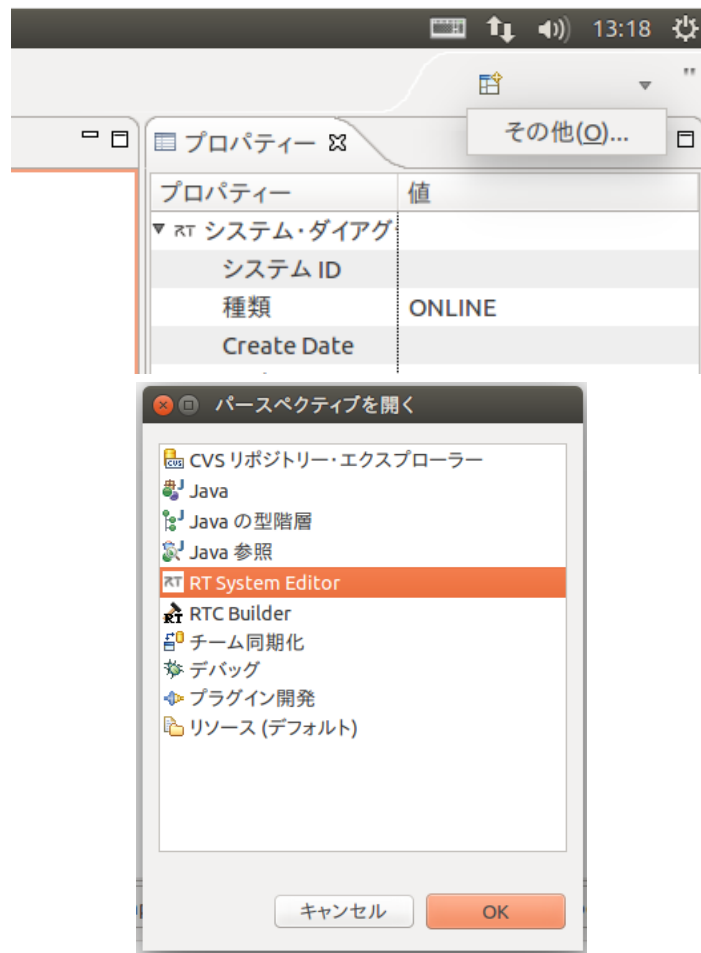 13:18
その他(O)...
プロパティー
プロパティー 値
RT システム・ダイアグ
システム ID
種類 ONLINE
Create Date
パースペクティブを開く
CVS リポジトリー・エクスプローラー
Java
Java の型階層
Java 参照
RT RT System Editor
RT RTC Builder
チーム同期化
デバッグ
プラグイン開発
リソース (デフォルト)
キャンセル OK